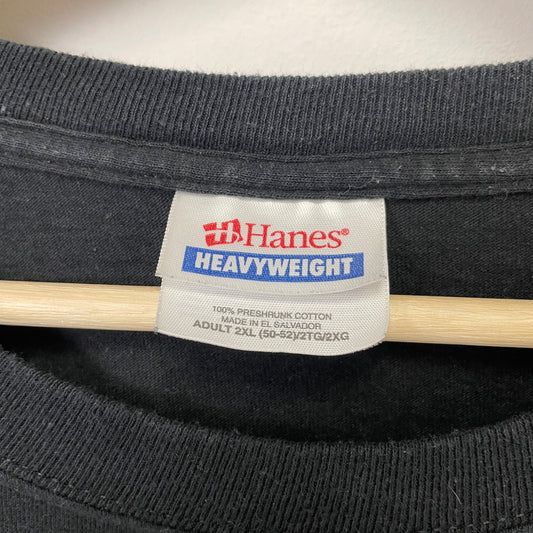 Hanes®
HEAVYWEIGHT
100% PRESHRUNK COTTON
MADE IN EL SALVADOR
ADULT 2XL (50-52)/2TG/2XG